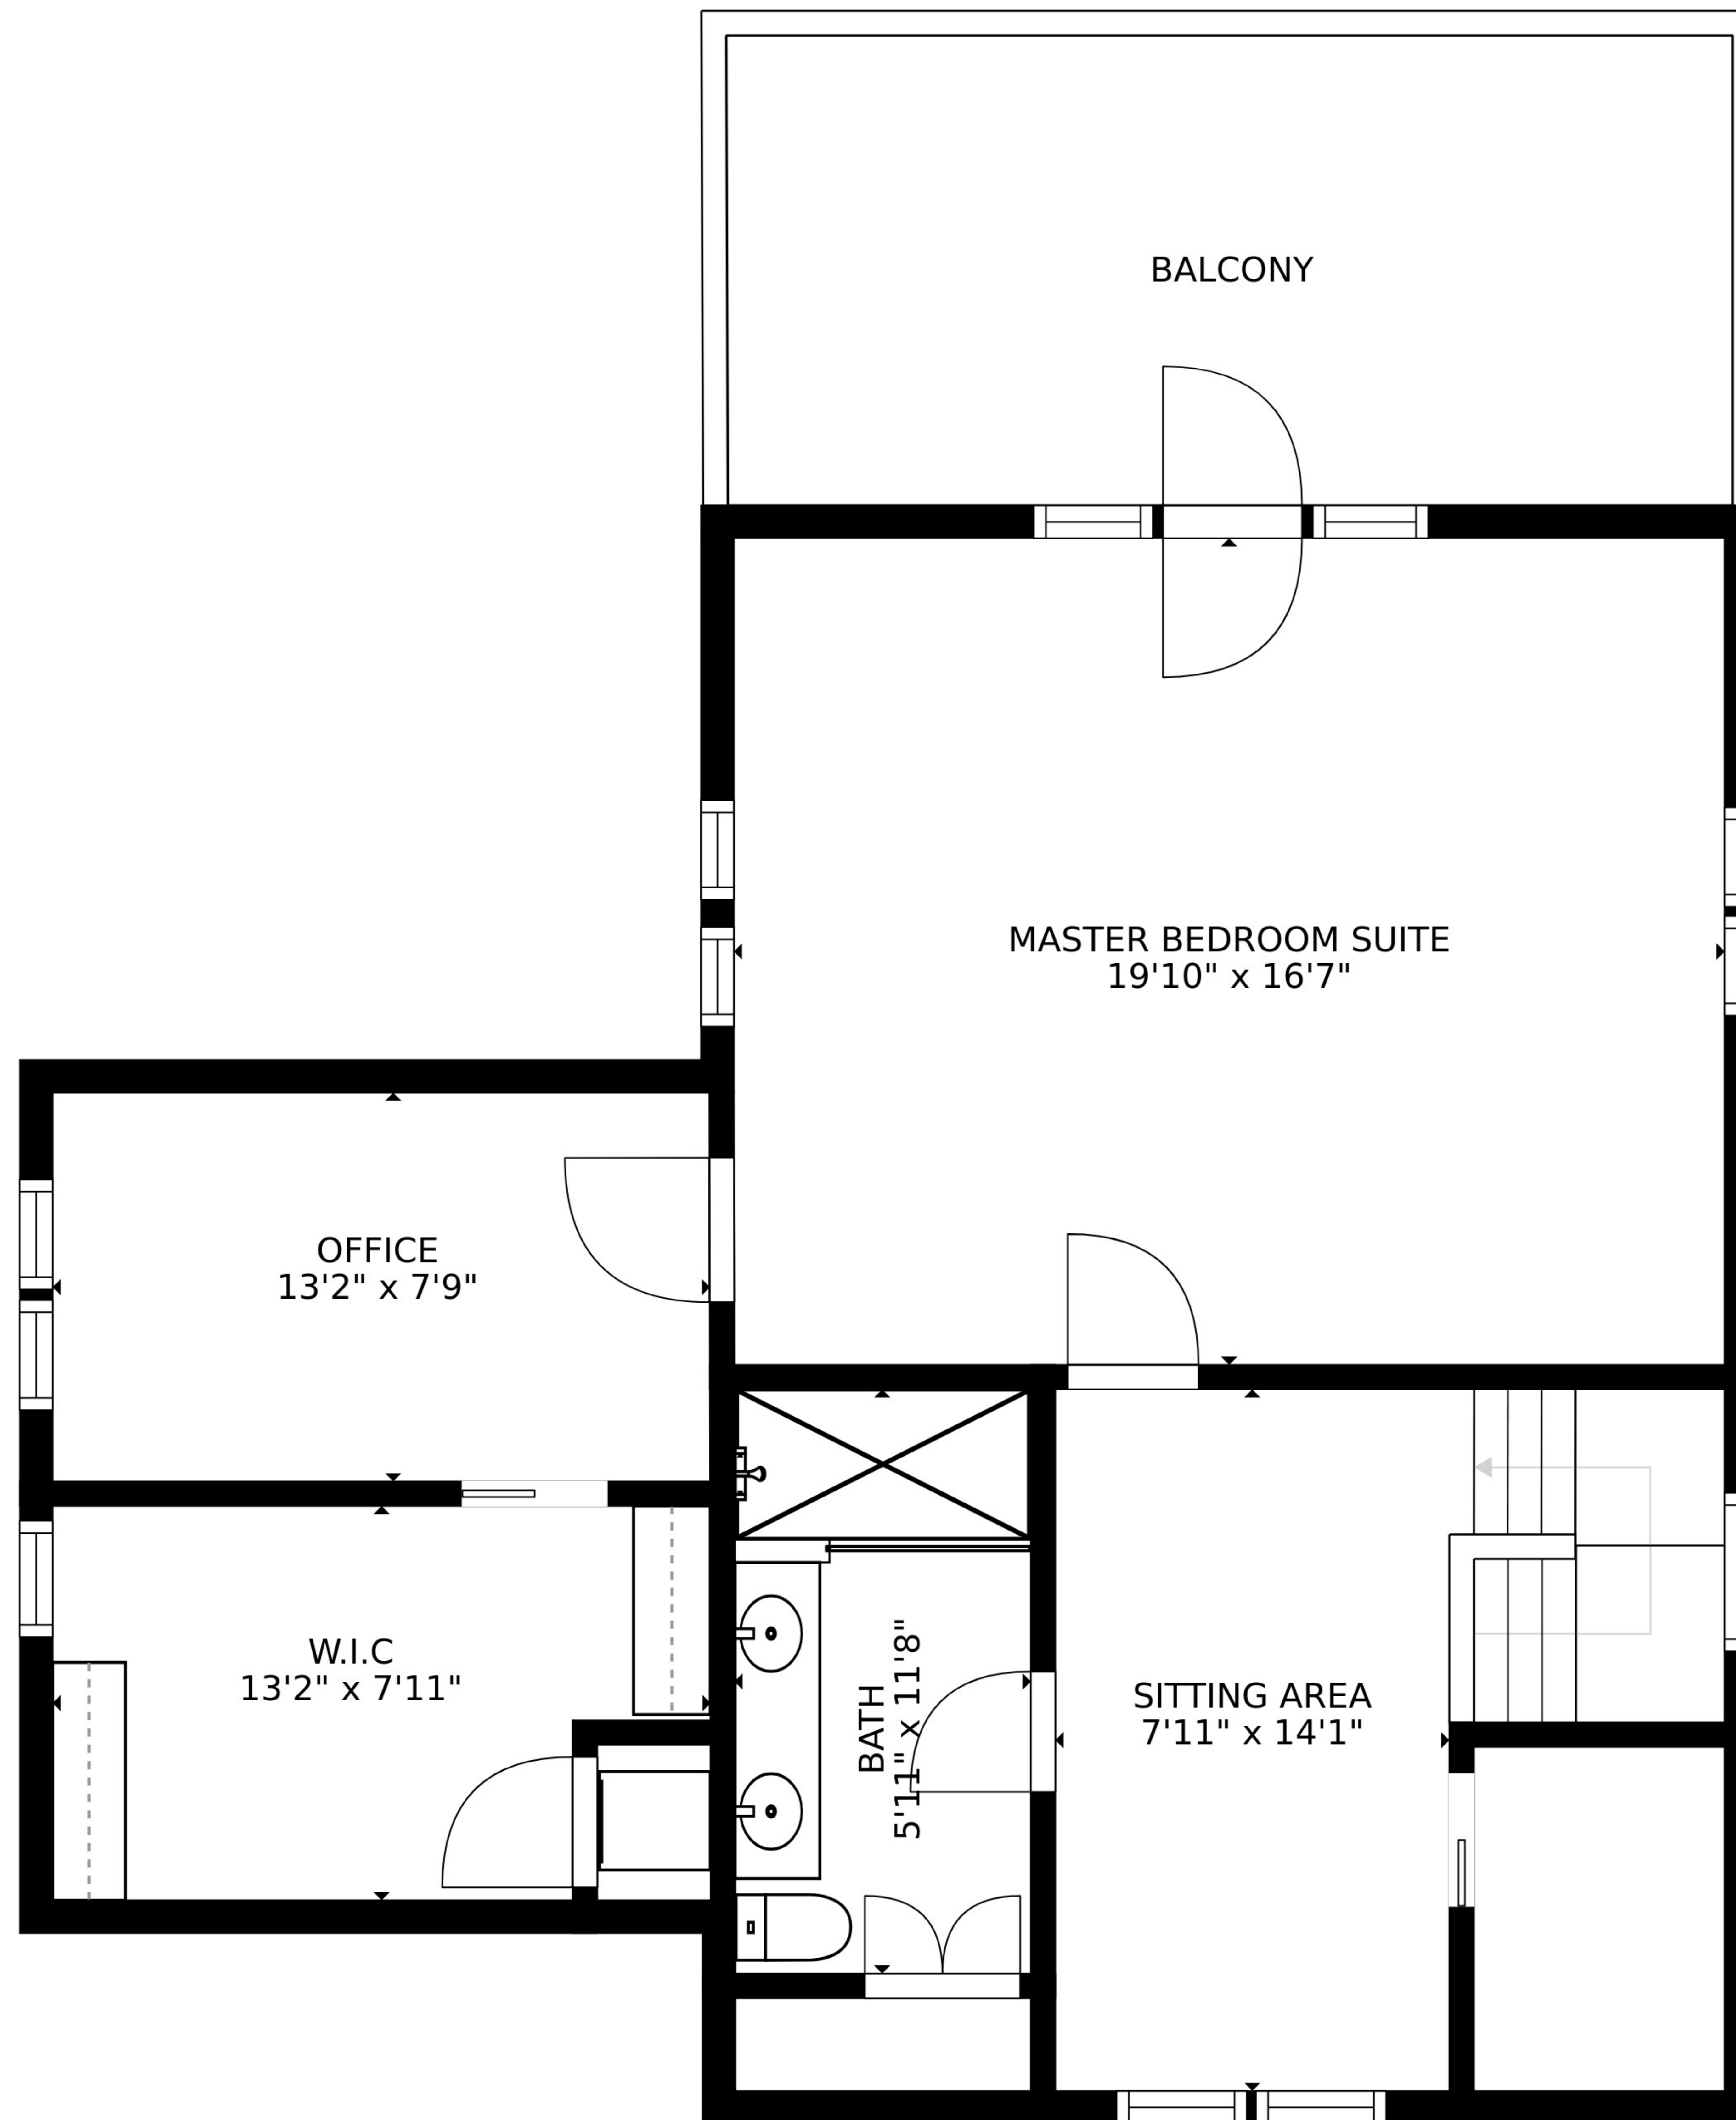 BALCONY
MASTER BEDROOM SUITE
19'10" x 16'7"
OFFICE
13'2" x 7'9"
W.I.C
13'2" x 7'11"
BATH
5'11" x 11'8"
SITTING AREA
7'11" x 14'1"